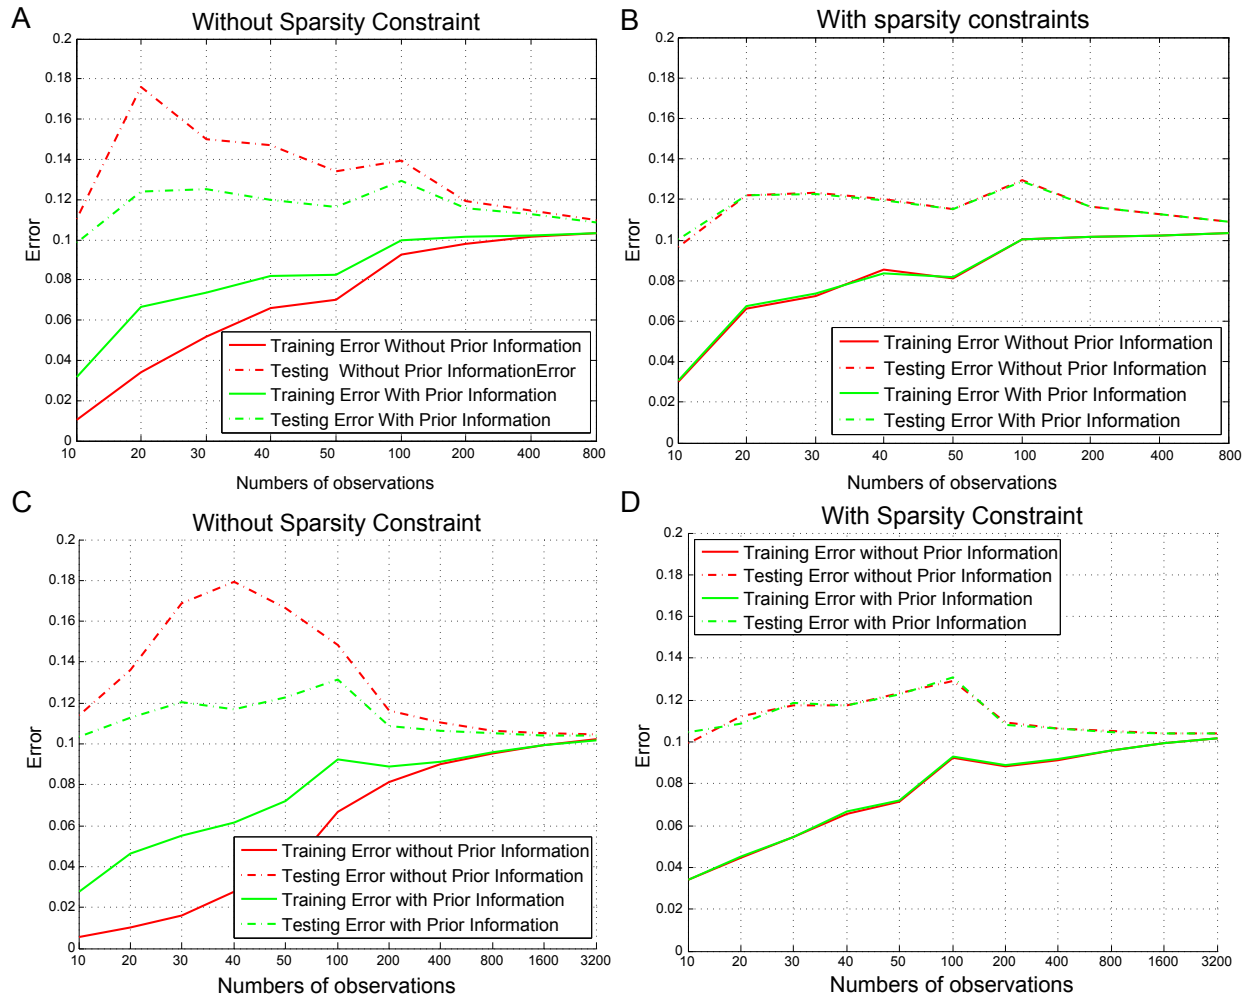 A
Without Sparsity Constraint
0.2
0.18
0.16
0.14
0.12
0.1
0.08
0.06
0.04
0.02
0
Error
Training Error Without Prior Information
Testing Without Prior InformationError
Training Error With Prior Information
Testing Error With Prior Information
10 20 30 40 50 100 200 400 800
Numbers of observations
B
With sparsity constraints
0.2
0.18
0.16
0.14
0.12
0.1
0.08
0.06
0.04
0.02
0
Error
Training Error Without Prior Information
Testing Error Without Prior Information
Training Error With Prior Information
Testing Error With Prior Information
10 20 30 40 50 100 200 400 800
Numbers of observations
C
Without Sparsity Constraint
0.2
0.18
0.16
0.14
0.12
0.1
0.08
0.06
0.04
0.02
0
Error
Training Error without Prior Information
Testing Error without Prior Information
Training Error with Prior Information
Testing Error with Prior Information
10 20 30 40 50 100 200 400 800 1600 3200
Numbers of observations
D
With Sparsity Constraint
0.2
0.18
0.16
0.14
0.12
0.1
0.08
0.06
0.04
0.02
0
Error
Training Error without Prior Information
Testing Error without Prior Information
Training Error with Prior Information
Testing Error with Prior Information
10 20 30 40 50 100 200 400 800 1600 3200
Numbers of observations